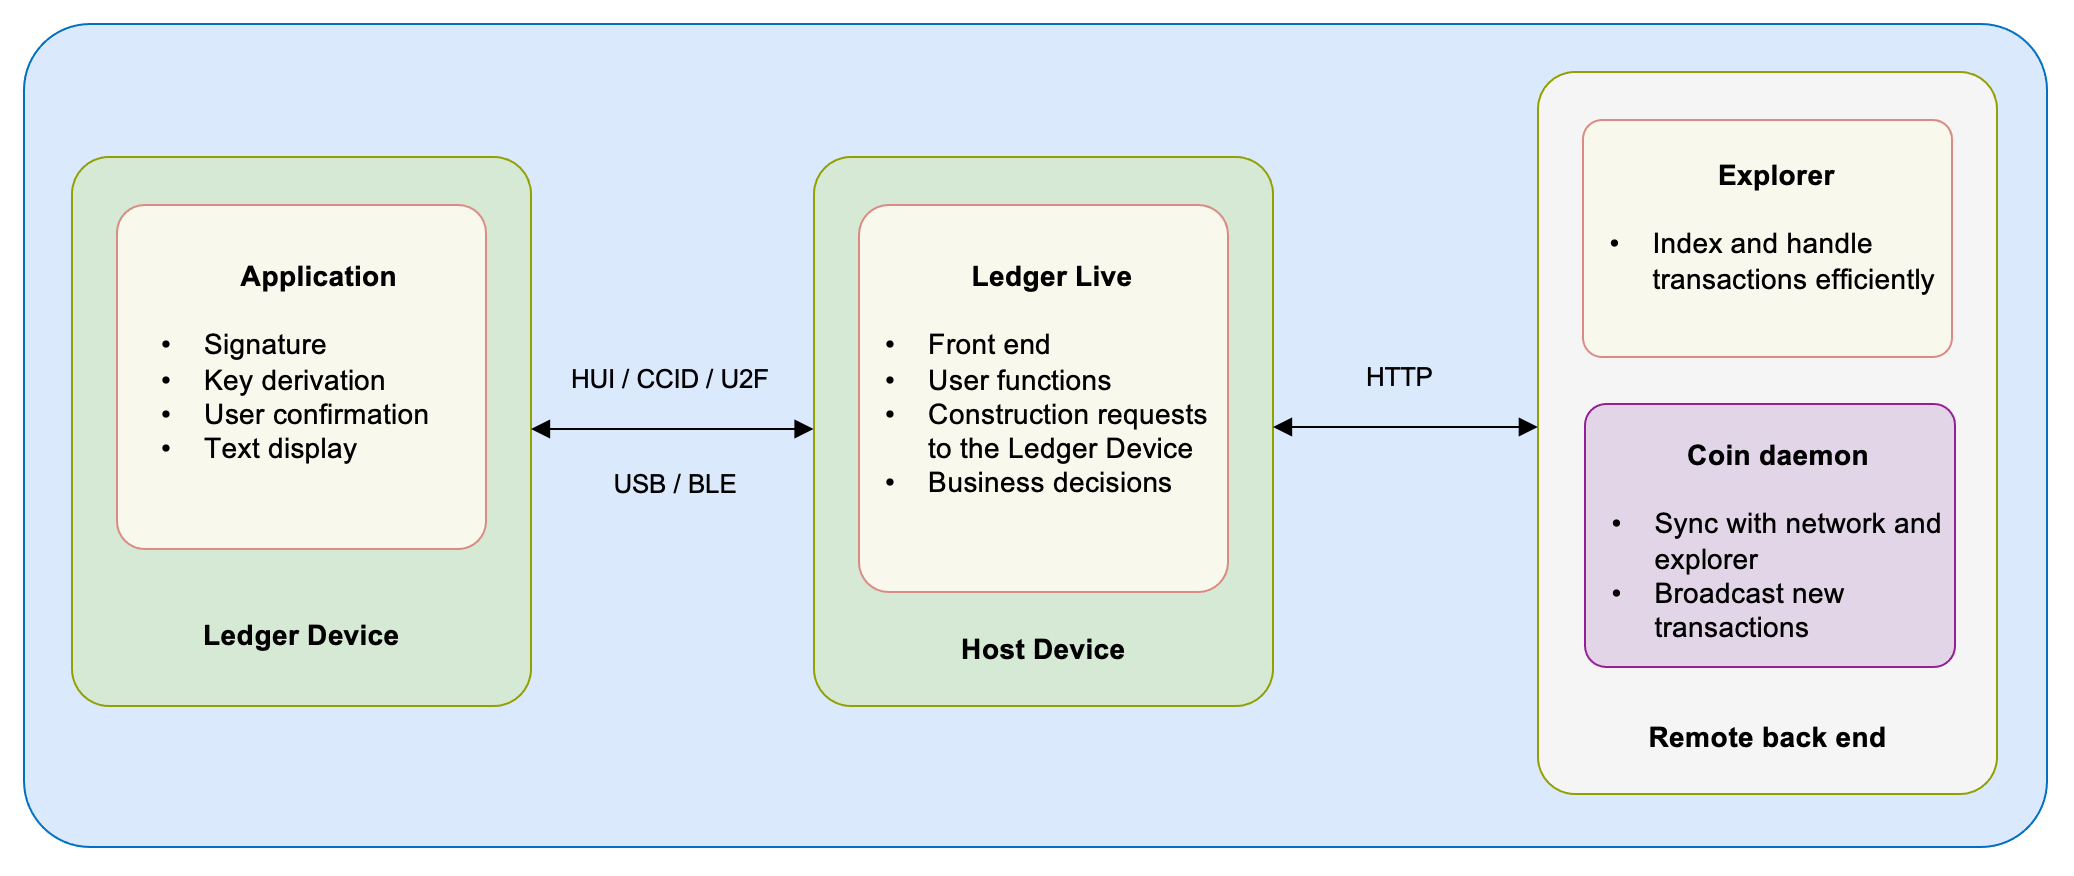 Application
• Signature
• Key derivation
• User confirmation
• Text display
Ledger Device
HUI / CCID / U2F
USB / BLE
Ledger Live
• Front end
• User functions
• Construction requests
to the Ledger Device
• Business decisions
Host Device
HTTP
Explorer
• Index and handle
transactions efficiently
Coin daemon
• Sync with network and
explorer
• Broadcast new
transactions
Remote back end